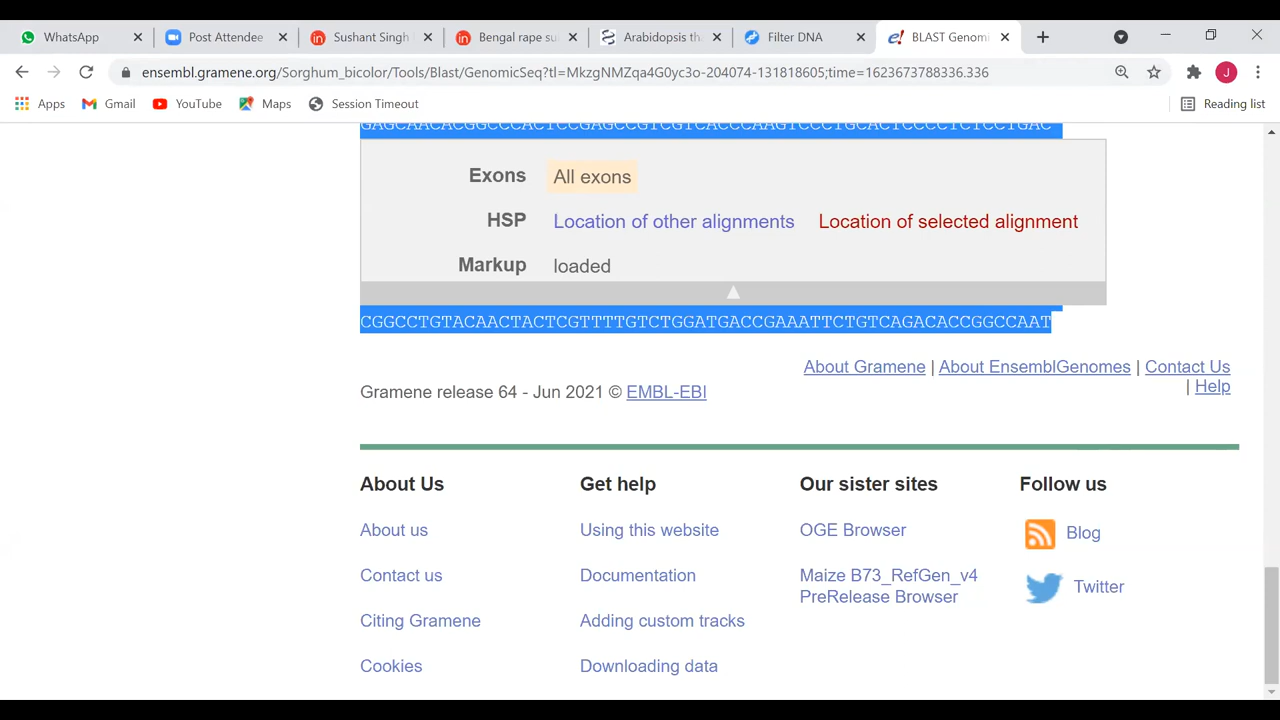 WhatsApp
Post Attendee
Sushant Singh
Bengal rape su
Arabidopsis tha
Filter DNA
BLAST Genomi
ensembl.gramene.org/Sorghum_bicolor/Tools/Blast/GenomicSeq?tl=MkzgNMZqa4G0yc3o-204074-131818605;time=1623673788336.336
J
Apps
Gmail
YouTube
Maps
Session Timeout
Reading list
GAGCAACACGGCCCACTCCGAGCCGTCGTCACCCAAGTCCCTGCACTCCCCTCTCCTGAC
Exons All exons
HSP Location of other alignments Location of selected alignment
Markup loaded
CGGCCTGTACAACTACTCGTTTTGTCTGGATGACCGAAATTCTGTCAGACACCGGCCAAT
About Gramene | About EnsemblGenomes | Contact Us
| Help
Gramene release 64 - Jun 2021 © EMBL-EBI
About Us
About us
Contact us
Citing Gramene
Cookies
Get help
Using this website
Documentation
Adding custom tracks
Downloading data
Our sister sites
OGE Browser
Maize B73_RefGen_v4
PreRelease Browser
Follow us
Blog
Twitter